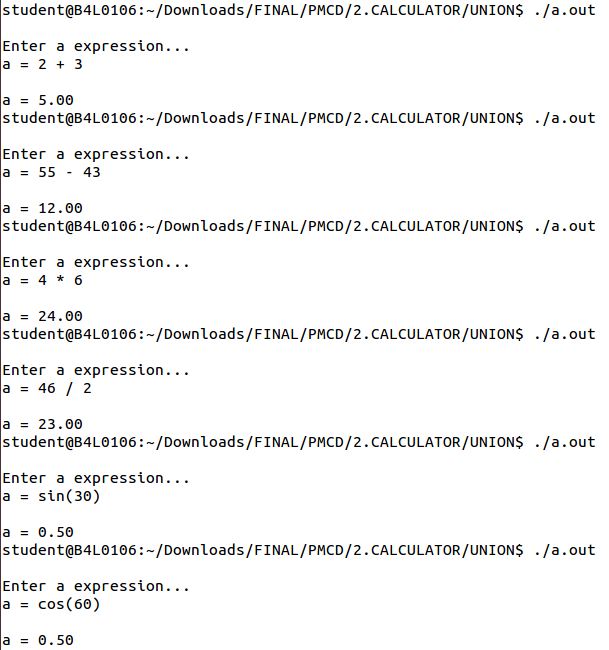 student@B4L0106:~/Downloads/FINAL/PMCD/2.CALCULATOR/UNION$ ./a.out
Enter a expression...
a = 2 + 3
a = 5.00
student@B4L0106:~/Downloads/FINAL/PMCD/2.CALCULATOR/UNION$ ./a.out
Enter a expression...
a = 55 - 43
a = 12.00
student@B4L0106:~/Downloads/FINAL/PMCD/2.CALCULATOR/UNION$ ./a.out
Enter a expression...
a = 4 * 6
a = 24.00
student@B4L0106:~/Downloads/FINAL/PMCD/2.CALCULATOR/UNION$ ./a.out
Enter a expression...
a = 46 / 2
a = 23.00
student@B4L0106:~/Downloads/FINAL/PMCD/2.CALCULATOR/UNION$ ./a.out
Enter a expression...
a = sin(30)
a = 0.50
student@B4L0106:~/Downloads/FINAL/PMCD/2.CALCULATOR/UNION$ ./a.out
Enter a expression...
a = cos(60)
a = 0.50